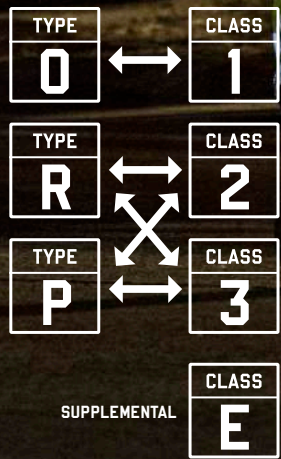 TYPE CLASS
O 1
TYPE CLASS
R 2
TYPE CLASS
P 3
CLASS
SUPPLEMENTAL E